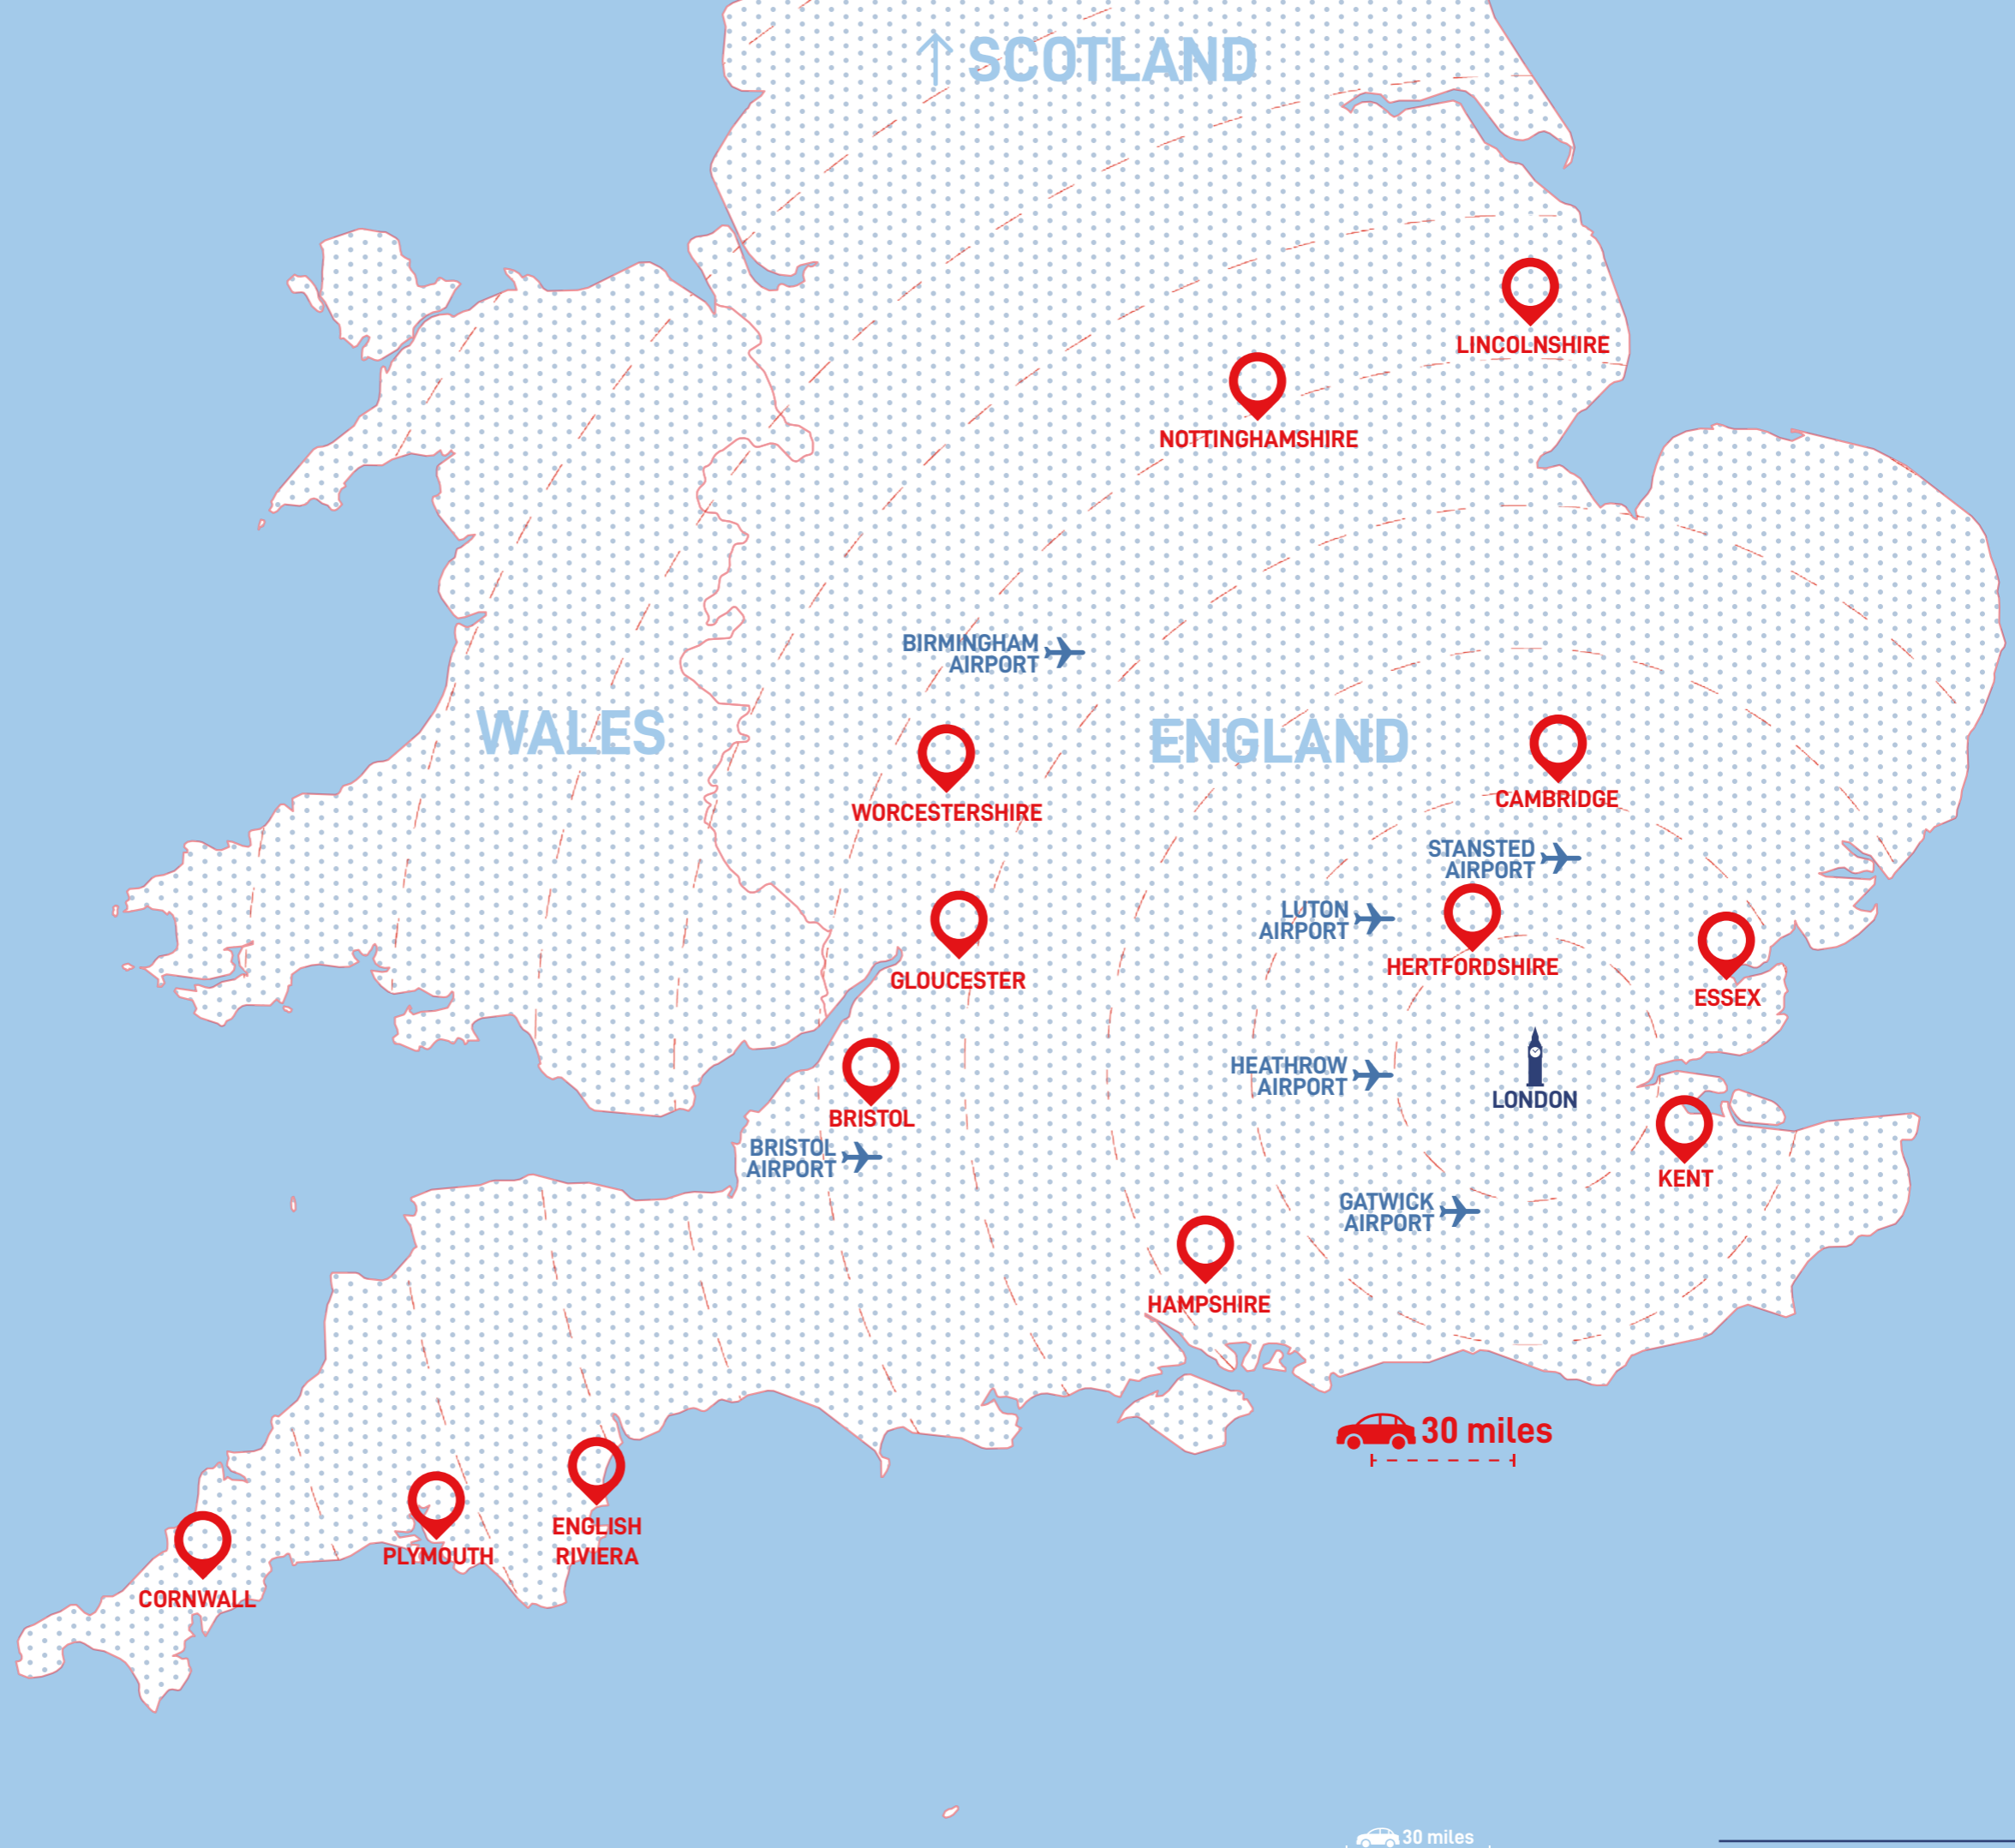 SCOTLAND
LINCOLNSHIRE
NOTTINGHAMSHIRE
BIRMINGHAM
AIRPORT
WALES
ENGLAND
WORCESTERSHIRE
CAMBRIDGE
STANSTED
AIRPORT
LUTON
AIRPORT
HERTFORDSHIRE
GLOUCESTER
ESSEX
HEATHROW
AIRPORT
LONDON
BRISTOL
BRISTOL
AIRPORT
KENT
GATWICK
AIRPORT
HAMPSHIRE
30 miles
ENGLISH
RIVIERA
PLYMOUTH
CORNWALL
30 miles